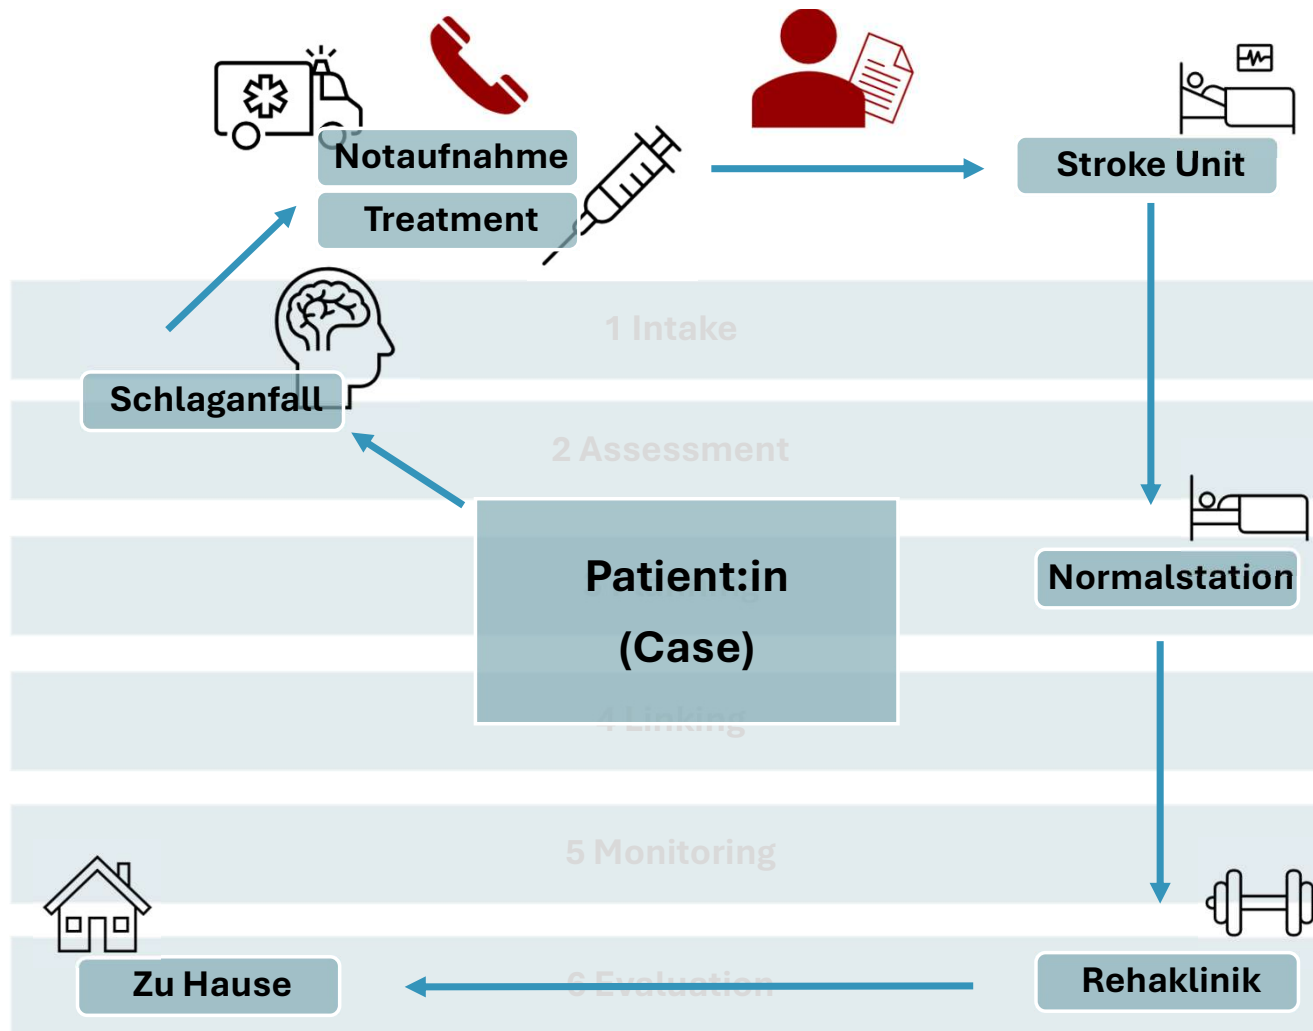 Notaufnahme
Treatment
Stroke Unit
1 Intake
Schlaganfall
2 Assessment
Patient:in
(Case)
Normalstation
4 Linking
5 Monitoring
Zu Hause
6 Evaluation
Rehaklinik